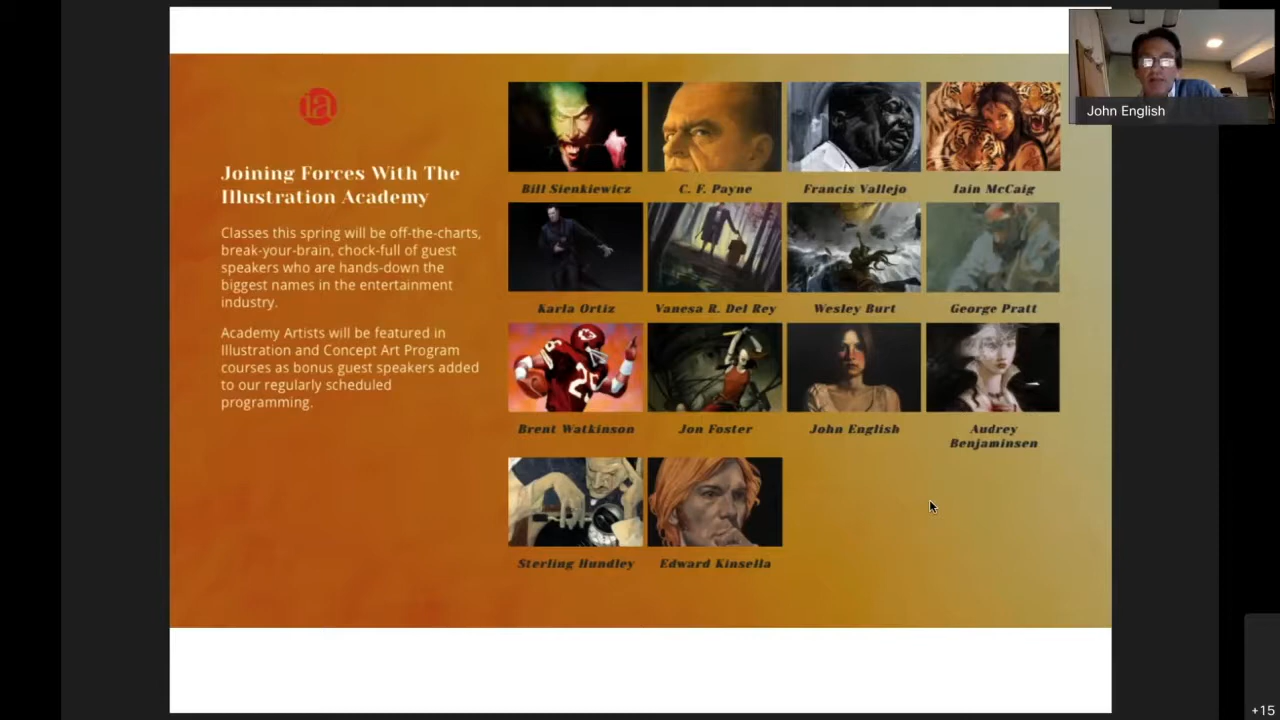 ia
Joining Forces With The
Illustration Academy
Classes this spring will be off-the-charts,
break-your-brain, chock-full of guest
speakers who are hands-down the
biggest names in the entertainment
industry.
Academy Artists will be featured in
Illustration and Concept Art Program
courses as bonus guest speakers added
to our regularly scheduled
programming.
Bill Sienkiewicz
C. F. Payne
Francis Vallejo
Iain McCaig
Karla Ortiz
Vanesa R. Del Rey
Wesley Burt
George Pratt
25
Brent Watkinson
Jon Foster
John English
Audrey
Benjaminsen
Sterling Hundley
Edward Kinsella
John English
+15